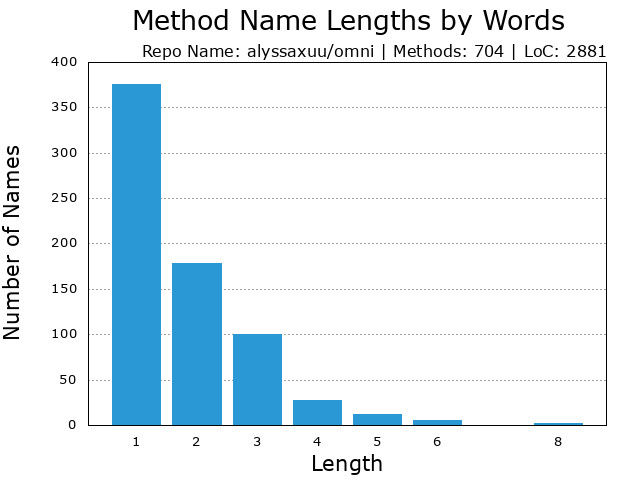 Method Name Lengths by Words
Repo Name: alyssaxuu/omni | Methods: 704 | LoC: 2881
Number of Names
400
350
300
250
200
150
100
50
0
1 2 3 4 5 6 8
Length